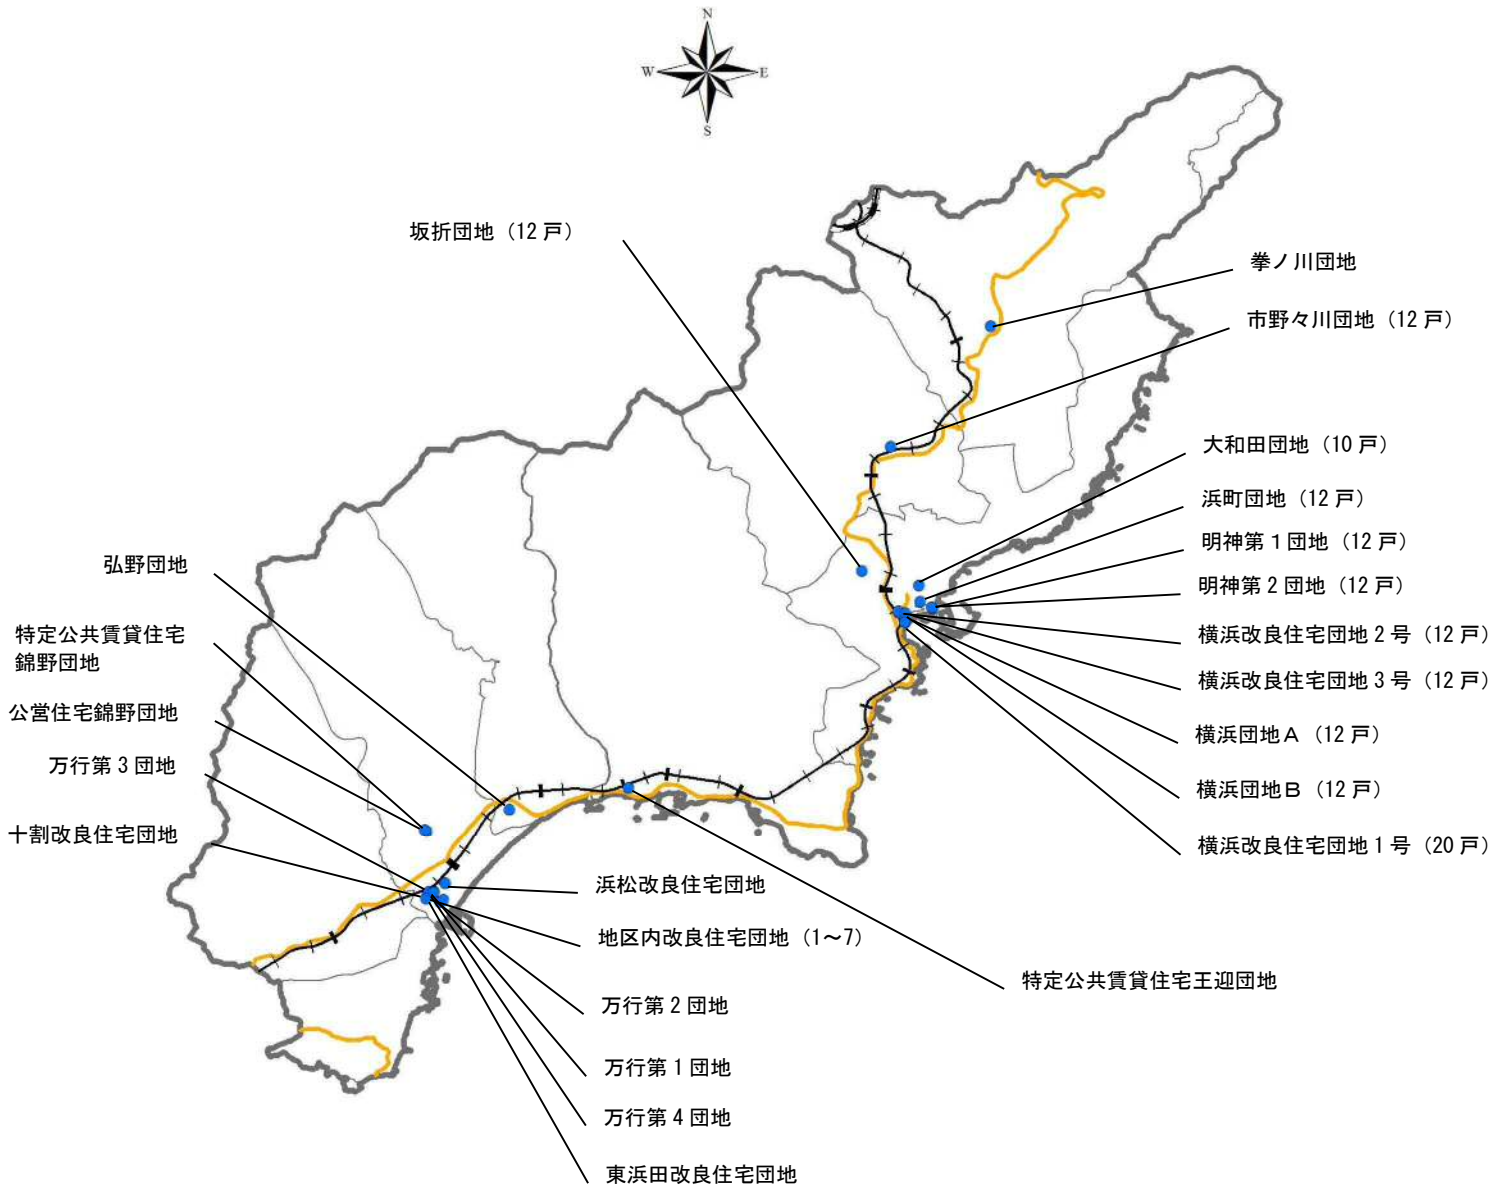 N
W
E
S
坂折団地（12戸）
拳ノ川団地
市野々川団地（12戸）
大和田団地（10戸）
浜町団地（12戸）
明神第１団地（12戸）
明神第２団地（12戸）
横浜改良住宅団地２号（12戸）
横浜改良住宅団地３号（12戸）
横浜団地Ａ（12戸）
横浜団地Ｂ（12戸）
横浜改良住宅団地１号（20戸）
弘野団地
特定公共賃貸住宅
錦野団地
公営住宅錦野団地
万行第３団地
十割改良住宅団地
浜松改良住宅団地
地区内改良住宅団地（1～7）
特定公共賃貸住宅王迎団地
万行第２団地
万行第１団地
万行第４団地
東浜田改良住宅団地